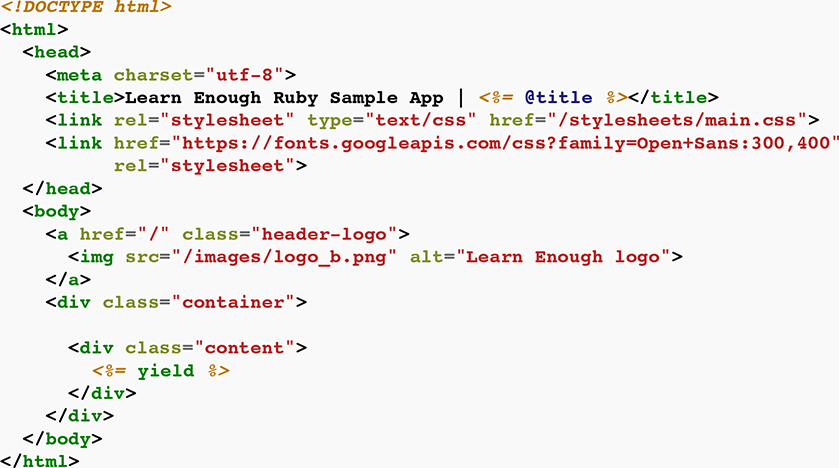 <!DOCTYPE html>
<html>
  <head>
    <meta charset="utf-8">
    <title>Learn Enough Ruby Sample App | <%= @title %></title>
    <link rel="stylesheet" type="text/css" href="/stylesheets/main.css">
    <link href="https://fonts.googleapis.com/css?family=Open+Sans:300,400"
          rel="stylesheet">
  </head>
  <body>
    <a href="/" class="header-logo">
      <img src="/images/logo_b.png" alt="Learn Enough logo">
    </a>
    <div class="container">

      <div class="content">
        <%= yield %>
      </div>
    </div>
  </body>
</html>